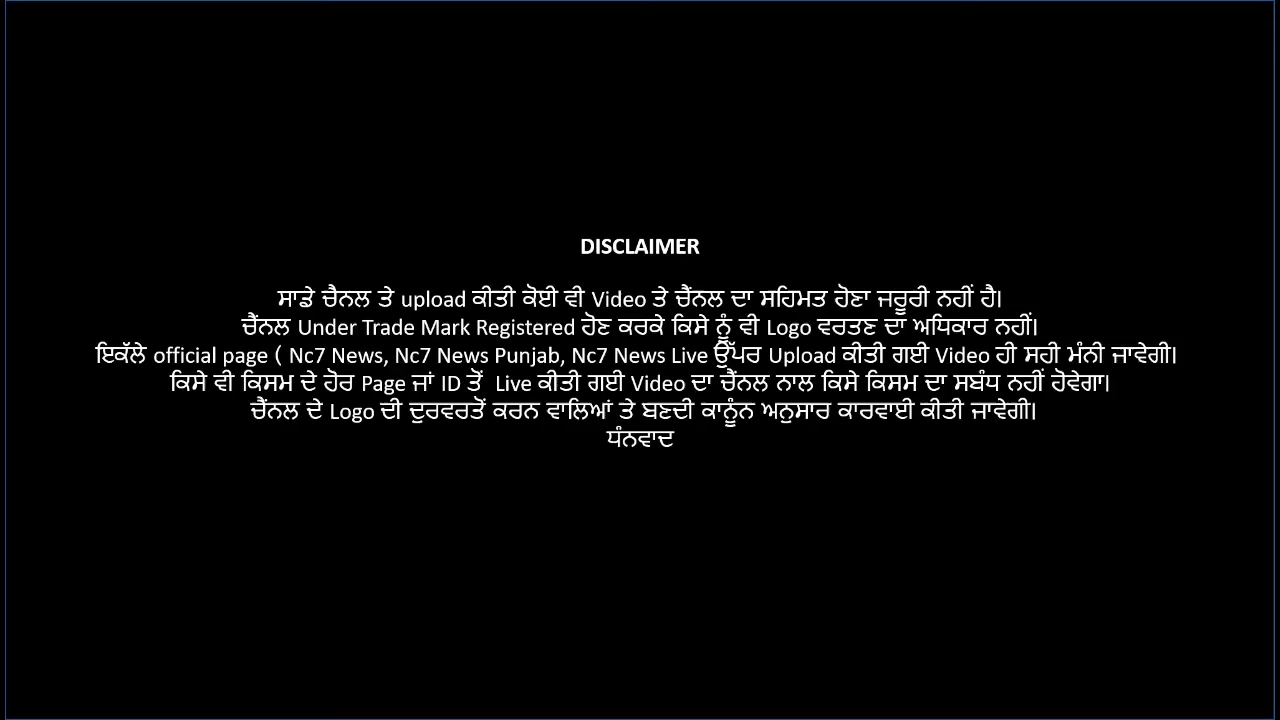 DISCLAIMER
ਸਾਡੇ ਚੈਨਲ ਤੇ upload ਕੀਤੀ ਕੋਈ ਵੀ Video ਤੇ ਚੈਂਨਲ ਦਾ ਸਹਿਮਤ ਹੋਣਾ ਜਰੂਰੀ ਨਹੀਂ ਹੈ।
ਚੈਂਨਲ Under Trade Mark Registered ਹੋਣ ਕਰਕੇ ਕਿਸੇ ਨੂੰ ਵੀ Logo ਵਰਤਣ ਦਾ ਅਧਿਕਾਰ ਨਹੀਂ।
ਇਕੱਲੇ official page ( Nc7 News, Nc7 News Punjab, Nc7 News Live ਉੱਪਰ Upload ਕੀਤੀ ਗਈ Video ਹੀ ਸਹੀ ਮੰਨੀ ਜਾਵੇਗੀ।
ਕਿਸੇ ਵੀ ਕਿਸਮ ਦੇ ਹੋਰ Page ਜਾਂ ID ਤੋਂ Live ਕੀਤੀ ਗਈ Video ਦਾ ਚੈਂਨਲ ਨਾਲ ਕਿਸੇ ਕਿਸਮ ਦਾ ਸਬੰਧ ਨਹੀਂ ਹੋਵੇਗਾ।
ਚੈਂਨਲ ਦੇ Logo ਦੀ ਦੁਰਵਰਤੋਂ ਕਰਨ ਵਾਲਿਆਂ ਤੇ ਬਣਦੀ ਕਾਨੂੰਨ ਅਨੁਸਾਰ ਕਾਰਵਾਈ ਕੀਤੀ ਜਾਵੇਗੀ।
ਧੰਨਵਾਦ